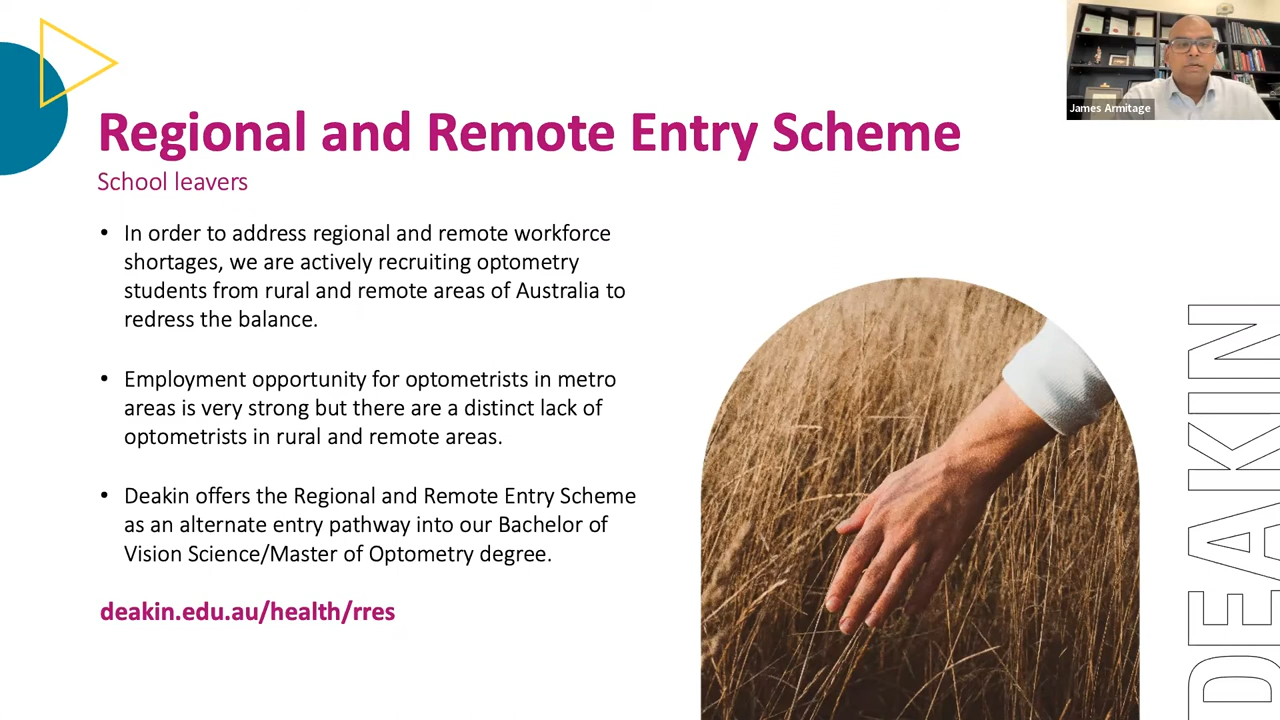 James Armitage
Regional and Remote Entry Scheme
School leavers
• In order to address regional and remote workforce
shortages, we are actively recruiting optometry
students from rural and remote areas of Australia to
redress the balance.
• Employment opportunity for optometrists in metro
areas is very strong but there are a distinct lack of
optometrists in rural and remote areas.
• Deakin offers the Regional and Remote Entry Scheme
as an alternate entry pathway into our Bachelor of
Vision Science/Master of Optometry degree.
deakin.edu.au/health/rres
DEAKIN